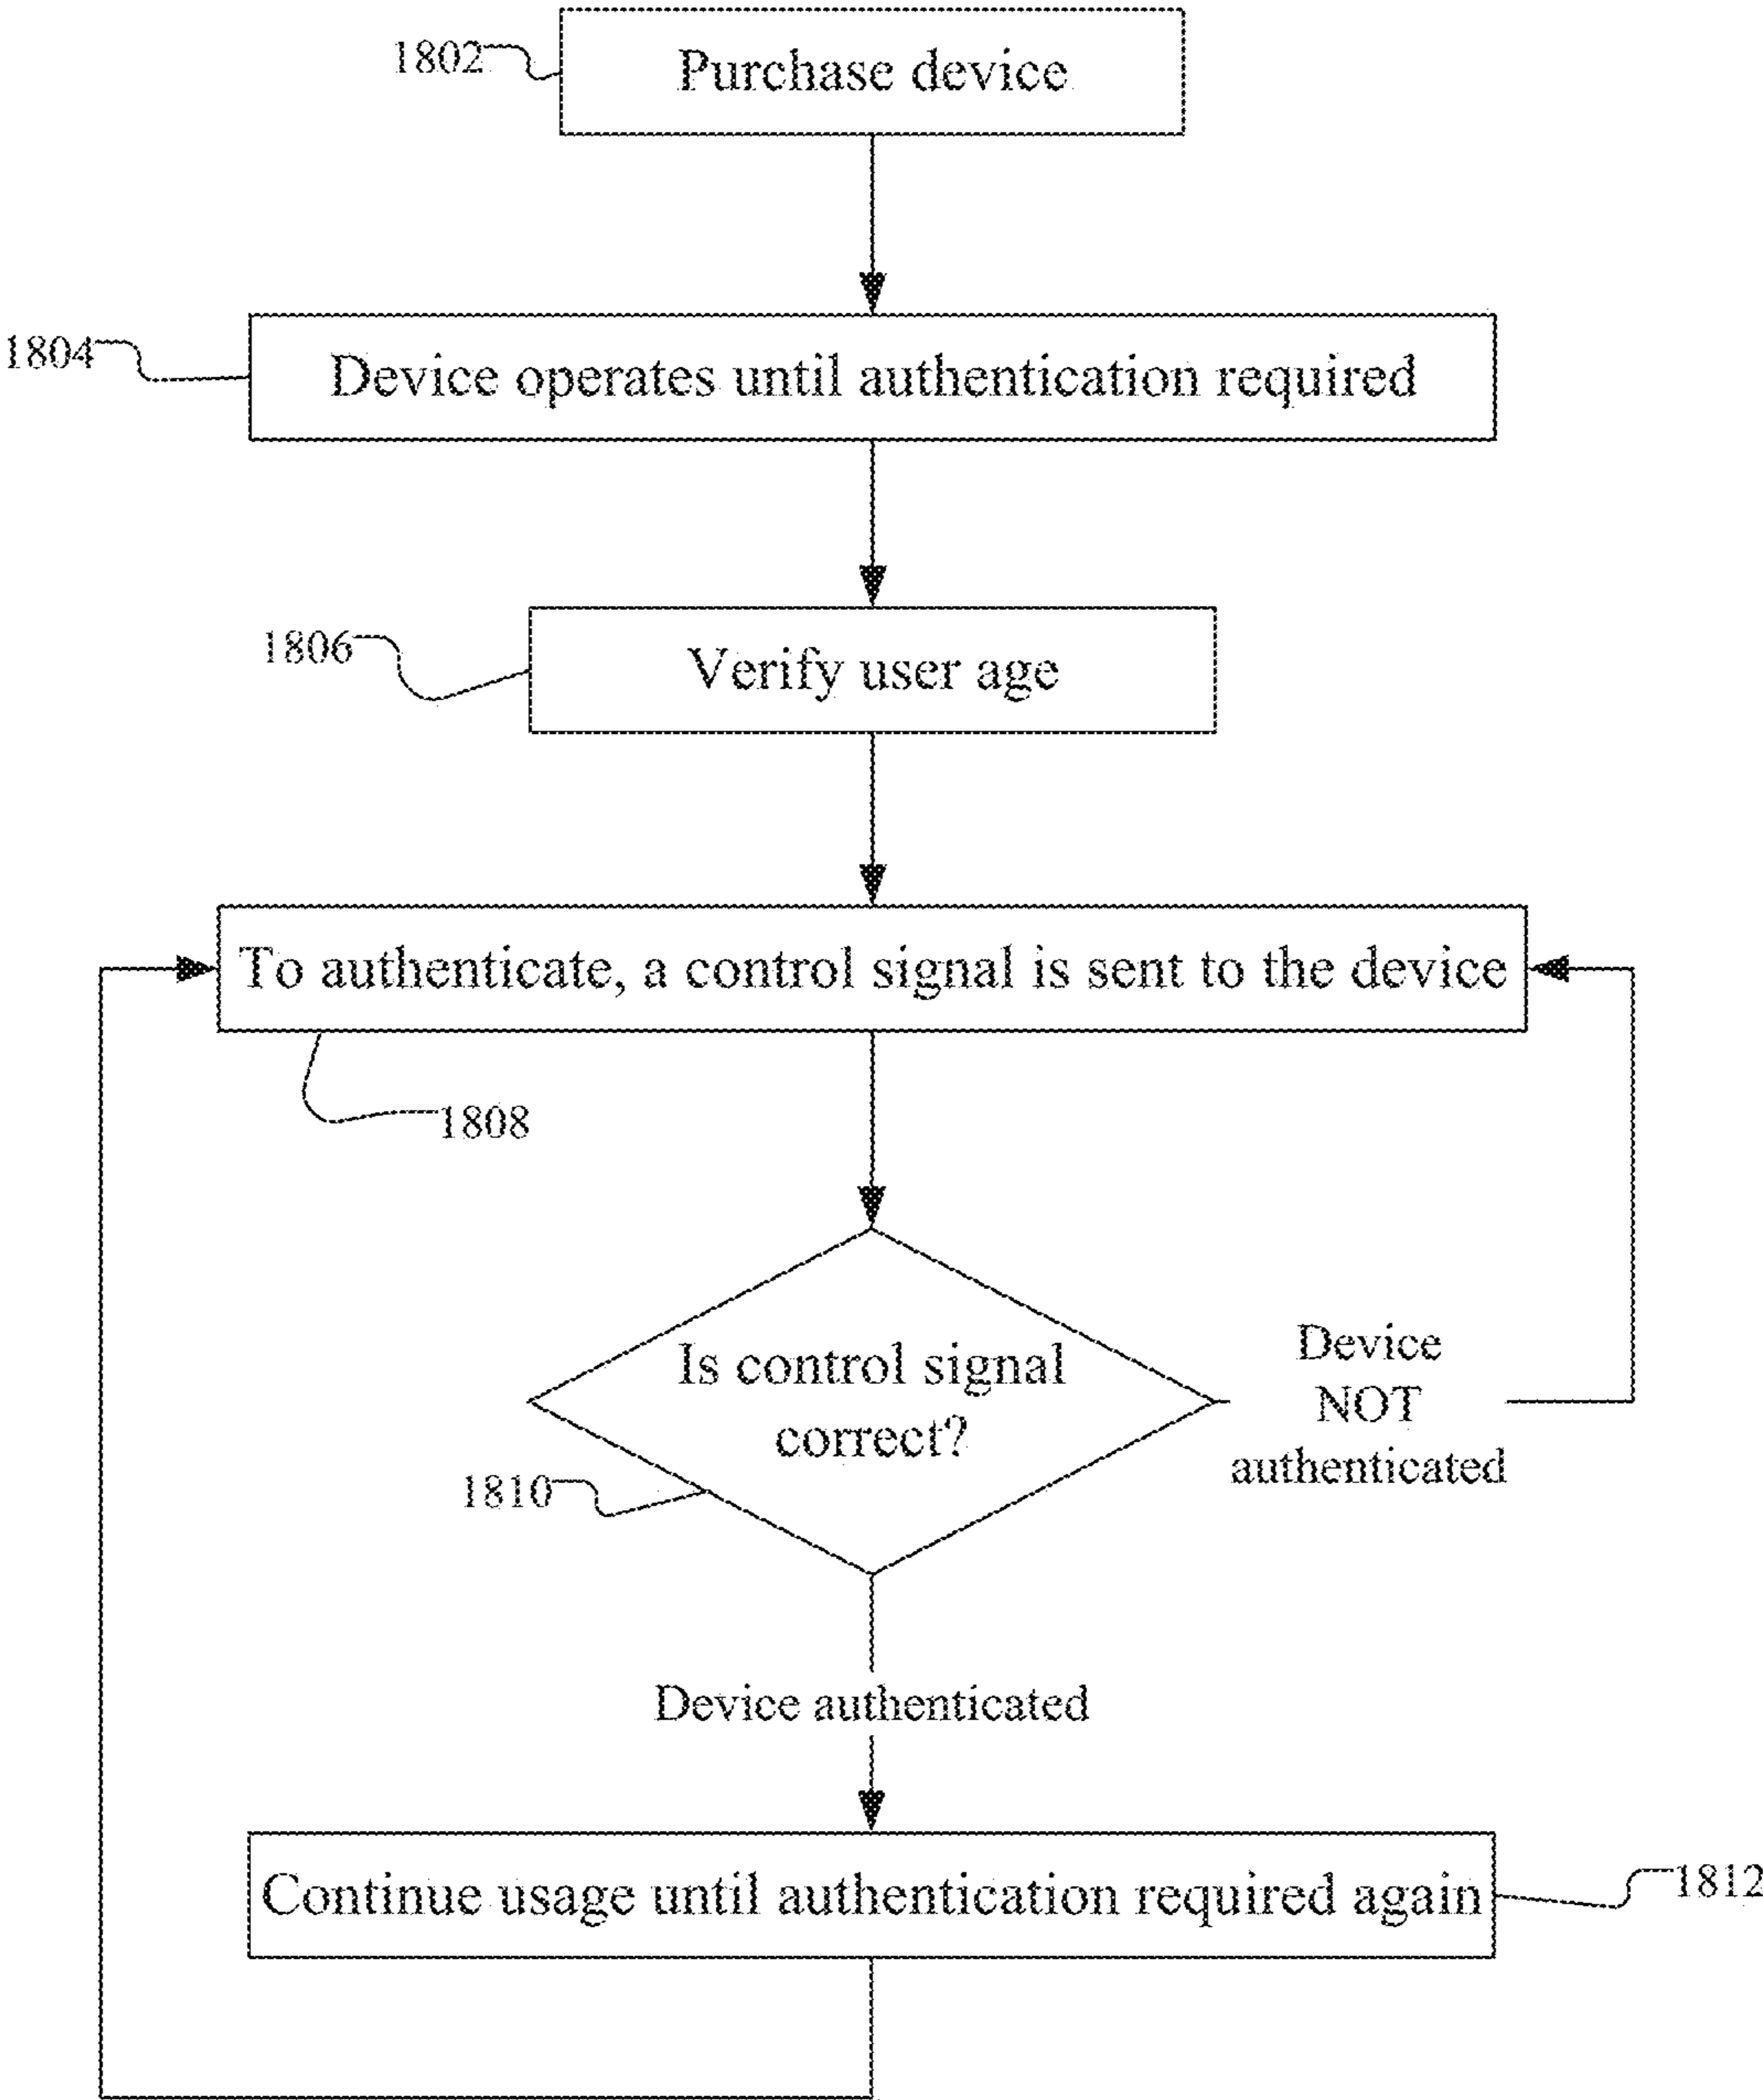 1802
Purchase device
1804
Device operates until authentication required
1806
Verify user age
To authenticate, a control signal is sent to the device
1808
Is control signal
correct?
Device
NOT
authenticated
1810
Device authenticated
Continue usage until authentication required again
1812